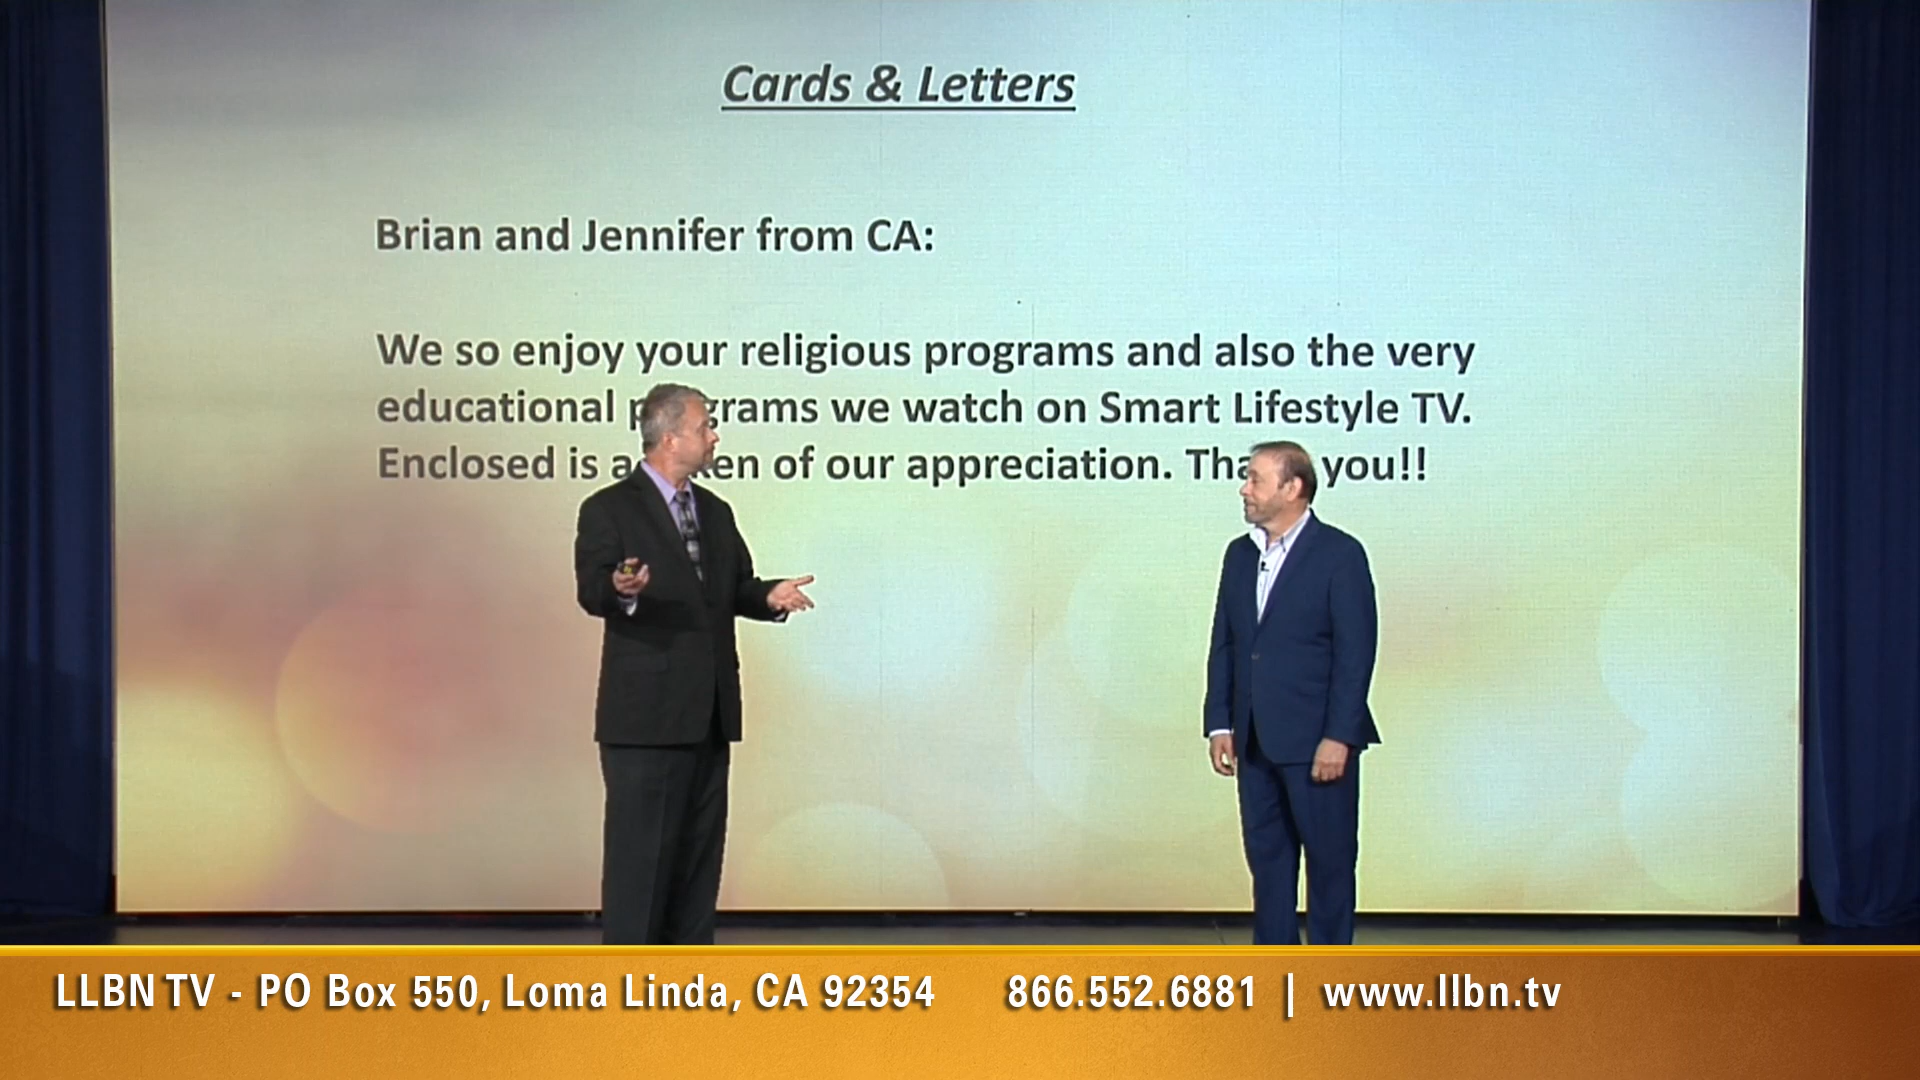 Cards & Letters
Brian and Jennifer from CA:
We so enjoy your religious programs and also the very
educational programs we watch on Smart Lifestyle TV.
Enclosed is a of our appreciation. you!!
LLBN TV - PO Box 550, Loma Linda, CA 92354 866.552.6881 | www.llbn.tv